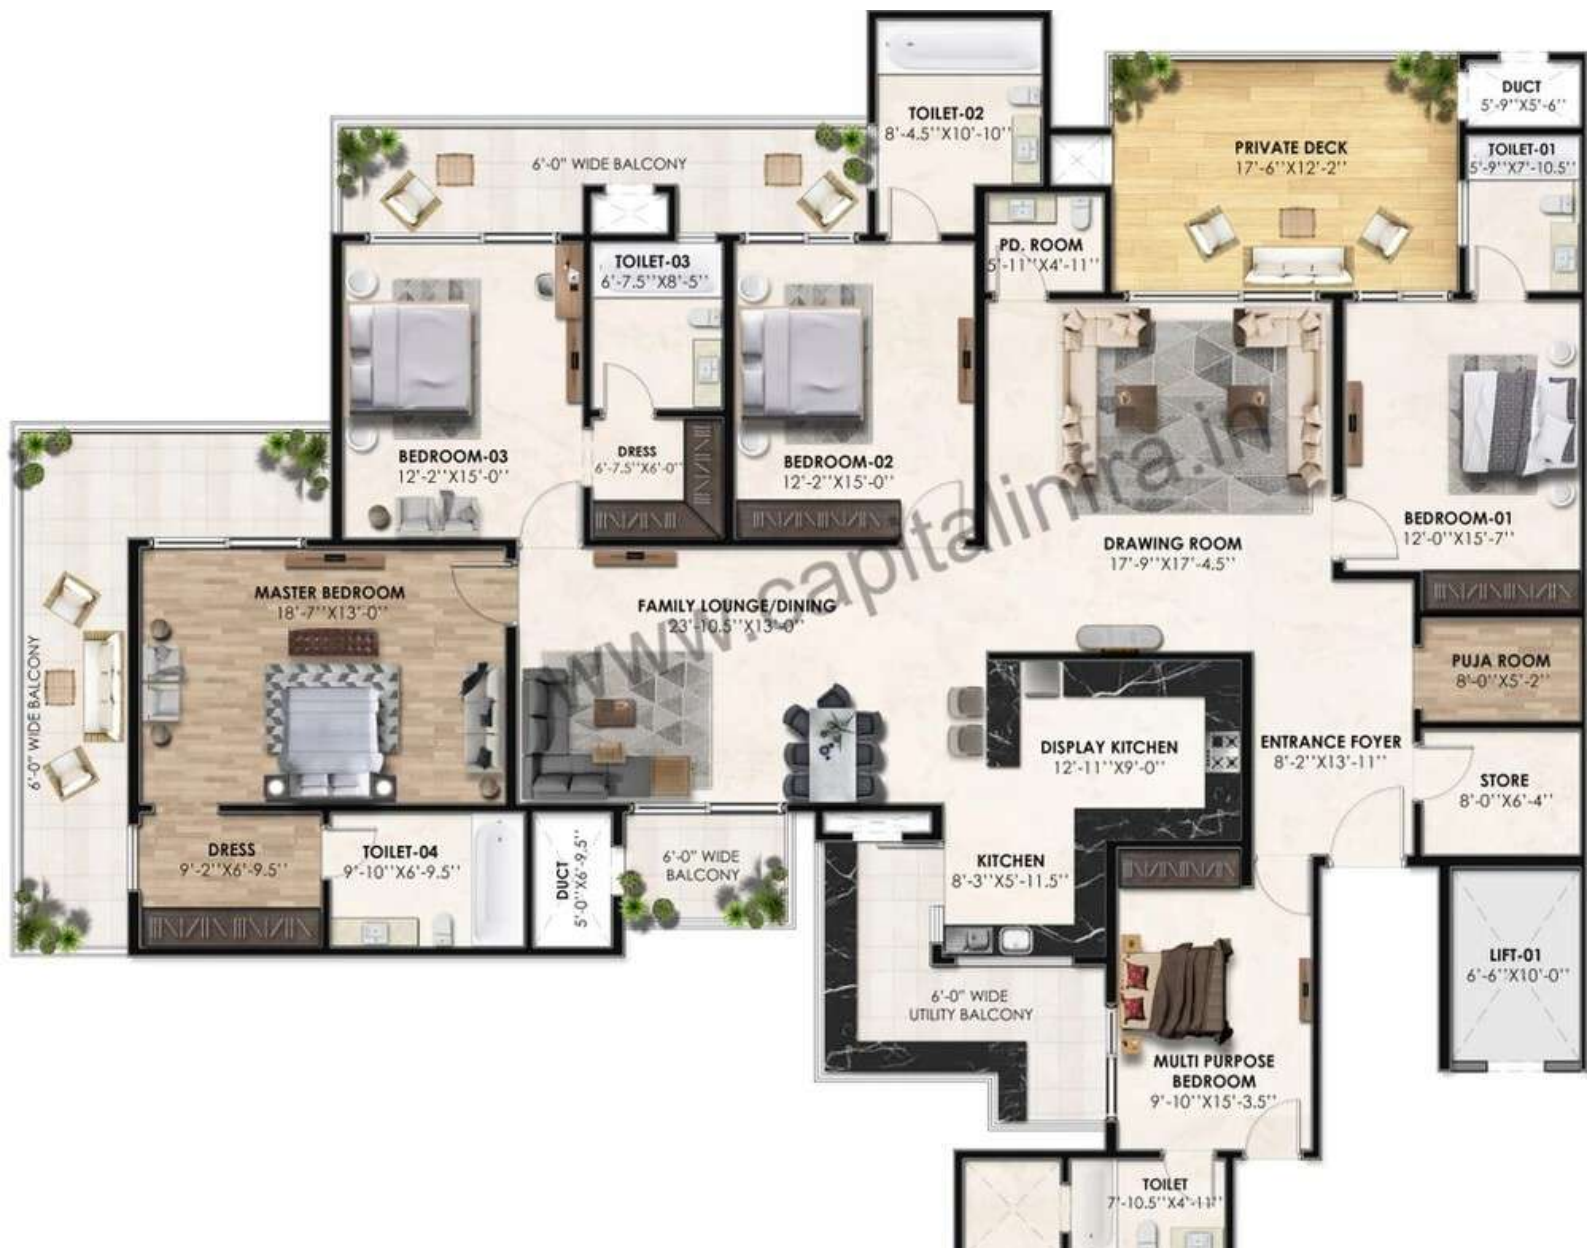 TOILET-02
8'-4.5''X10'-10''
DUCT
5'-9''X5'-6''
PRIVATE DECK
17'-6''X12'-2''
TOILET-01
5'-9''X7'-10.5''
6'-0" WIDE BALCONY
PD. ROOM
5'-11''X4'-11''
TOILET-03
6'-7.5''X8'-5''
BEDROOM-03
12'-2''X15'-0''
DRESS
6'-7.5''X6'-0''
BEDROOM-02
12'-2''X15'-0''
BEDROOM-01
12'-0''X15'-7''
DRAWING ROOM
17'-9''X17'-4.5''
www.capitalinfra.in
MASTER BEDROOM
18'-7''X13'-0''
FAMILY LOUNGE/DINING
23'-10.5''X13'-0''
6'-0" WIDE BALCONY
PUJA ROOM
8'-0''X5'-2''
DISPLAY KITCHEN
12'-11''X9'-0''
ENTRANCE FOYER
8'-2''X13'-11''
STORE
8'-0''X6'-4''
DRESS
9'-2''X6'-9.5''
TOILET-04
9'-10''X6'-9.5''
DUCT
5'-0''X6'-9.5''
6'-0" WIDE
BALCONY
KITCHEN
8'-3''X5'-11.5''
LIFT-01
6'-6''X10'-0''
6'-0" WIDE
UTILITY BALCONY
MULTI PURPOSE
BEDROOM
9'-10''X15'-3.5''
TOILET
7'-10.5''X4'-11''